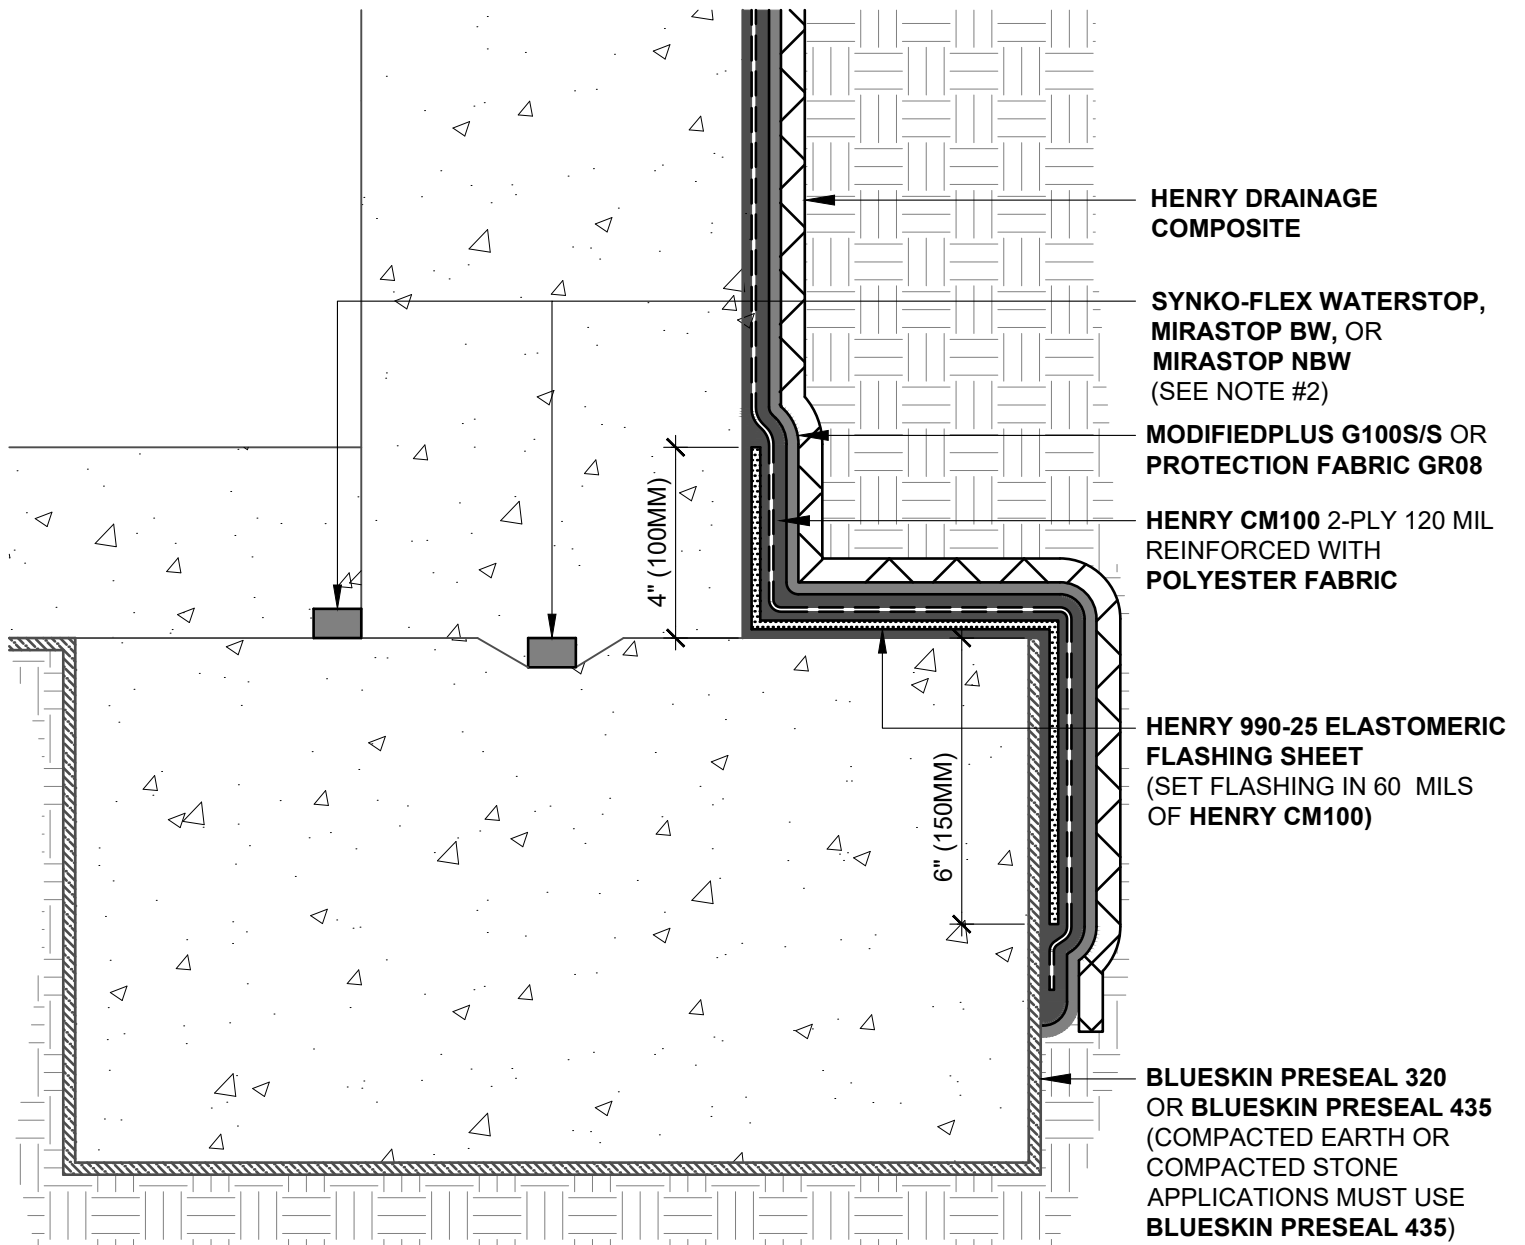 HENRY DRAINAGE
COMPOSITE
SYNKO-FLEX WATERSTOP,
MIRASTOP BW, OR
MIRASTOP NBW
(SEE NOTE #2)
MODIFIEDPLUS G100S/S OR
PROTECTION FABRIC GR08
4" (100MM)
HENRY CM100 2-PLY 120 MIL
REINFORCED WITH
POLYESTER FABRIC
HENRY 990-25 ELASTOMERIC
FLASHING SHEET
(SET FLASHING IN 60 MILS
OF HENRY CM100)
6" (150MM)
BLUESKIN PRESEAL 320
OR BLUESKIN PRESEAL 435
(COMPACTED EARTH OR
COMPACTED STONE
APPLICATIONS MUST USE
BLUESKIN PRESEAL 435)